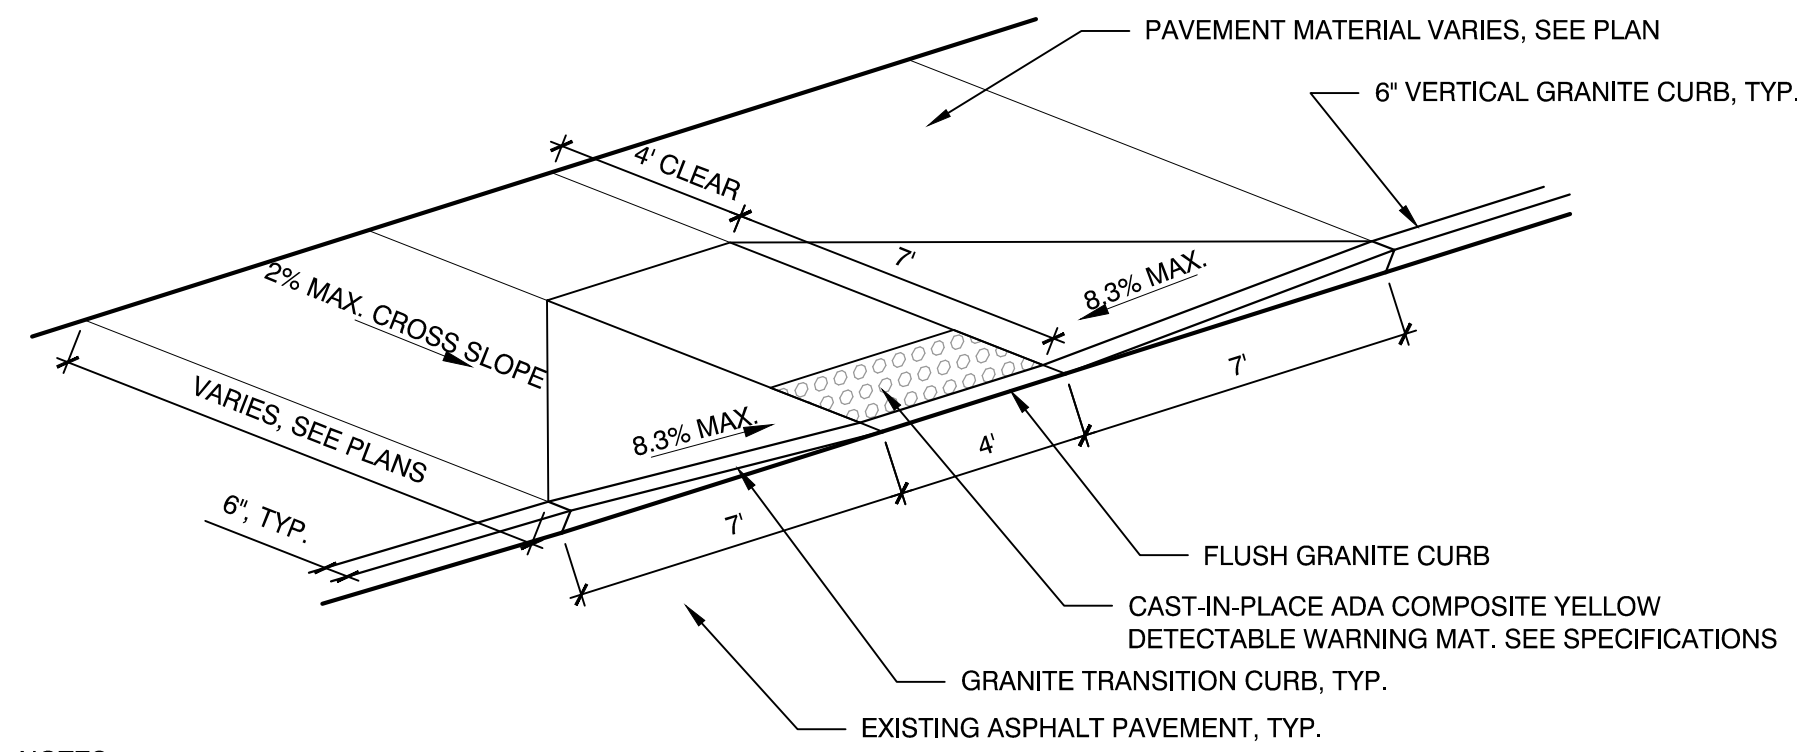 PAVEMENT MATERIAL VARIES, SEE PLAN
6" VERTICAL GRANITE CURB, TYP.
4' CLEAR
7'
8.3% MAX.
2% MAX. CROSS SLOPE
VARIES, SEE PLANS
8.3% MAX.
7'
4'
6", TYP.
7'
FLUSH GRANITE CURB
CAST-IN-PLACE ADA COMPOSITE YELLOW
DETECTABLE WARNING MAT. SEE SPECIFICATIONS
GRANITE TRANSITION CURB, TYP.
EXISTING ASPHALT PAVEMENT, TYP.